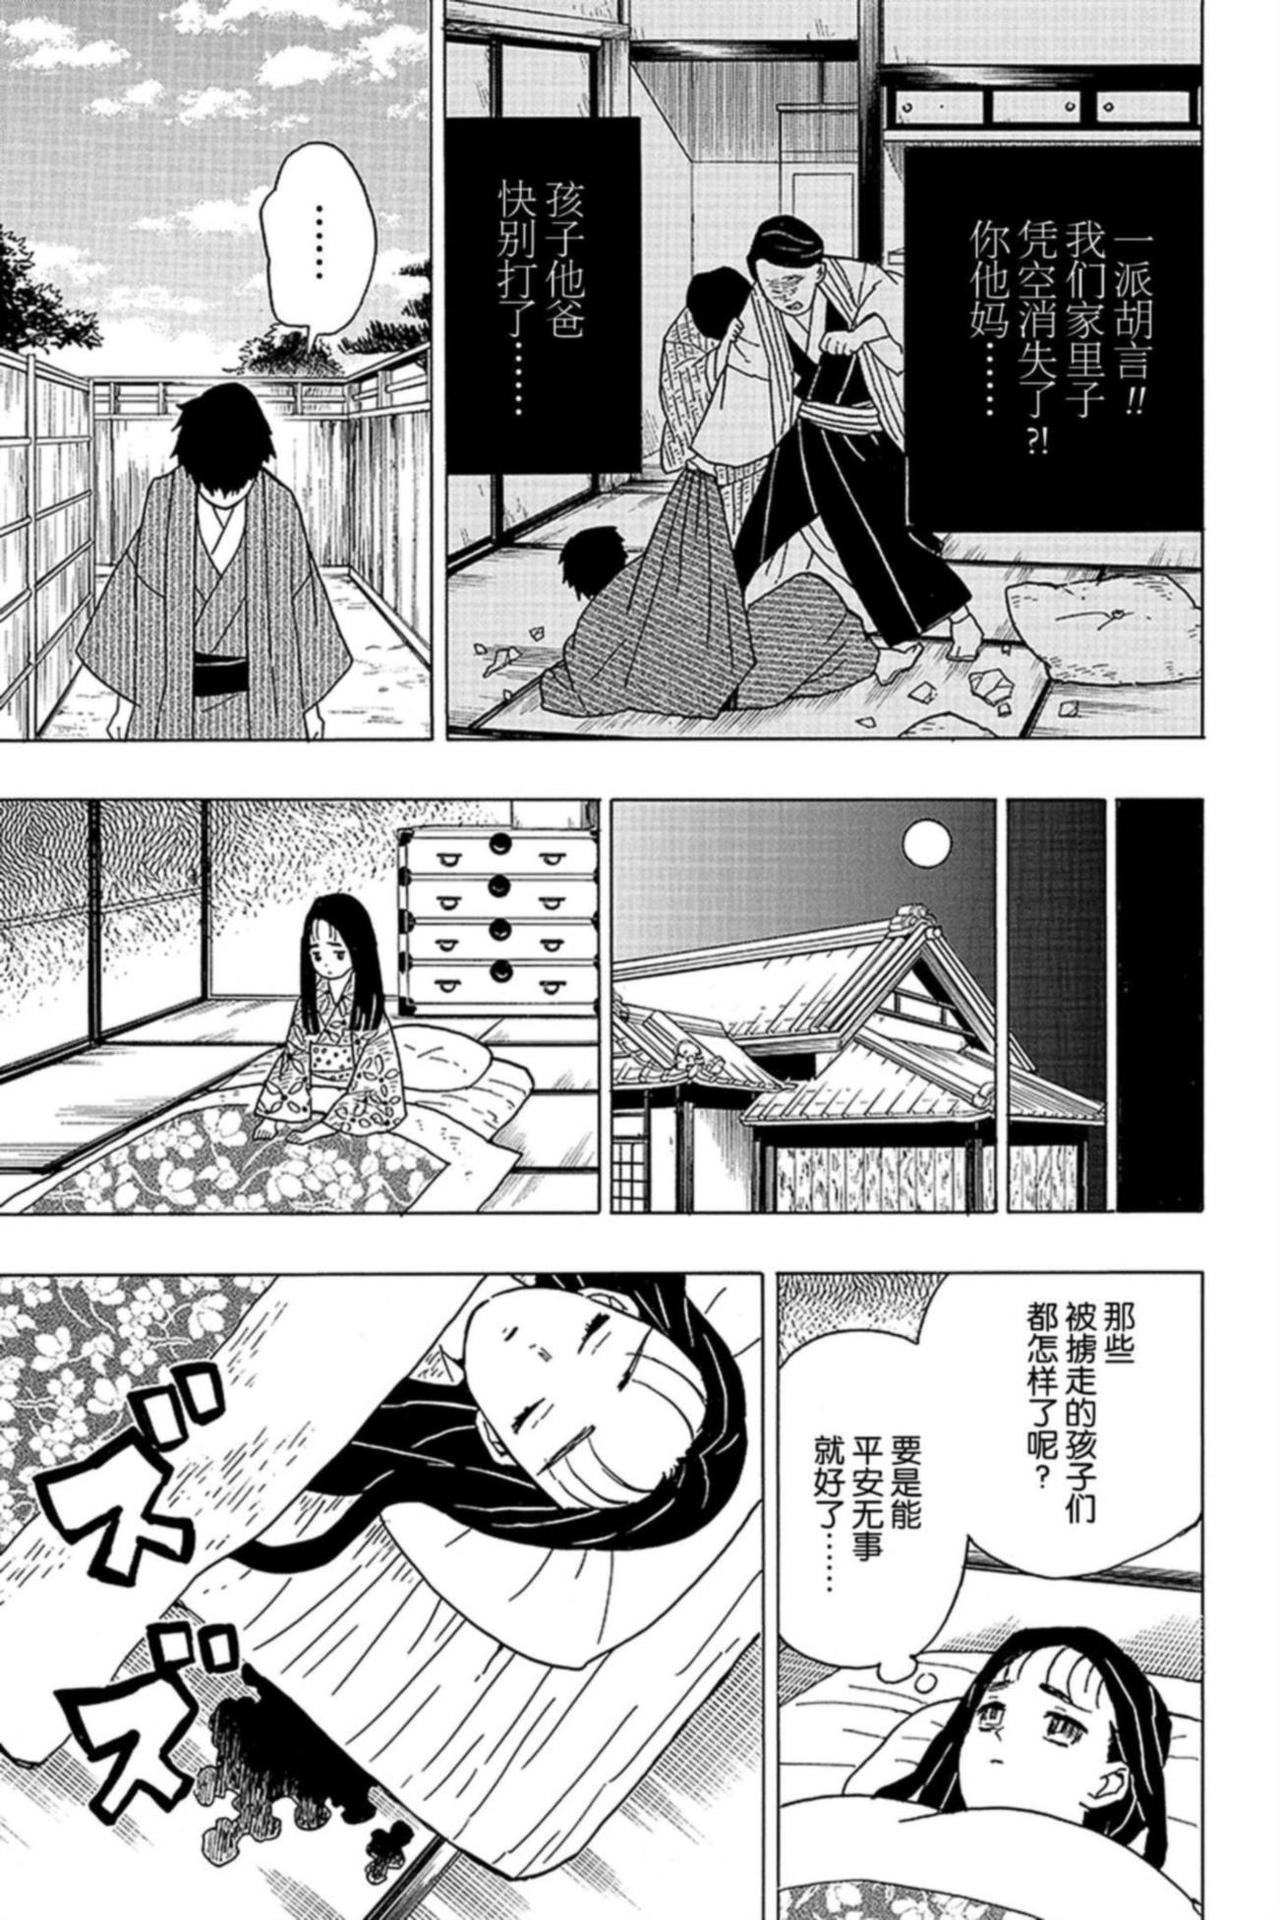 一派胡言!!
我们家里子
凭空消失了?!
你他妈……
孩子他爸
快别打了……
……
那些
被掳走的孩子们
都怎样了呢？
要是能
平安无事
就好了……
ズズ
ズズ